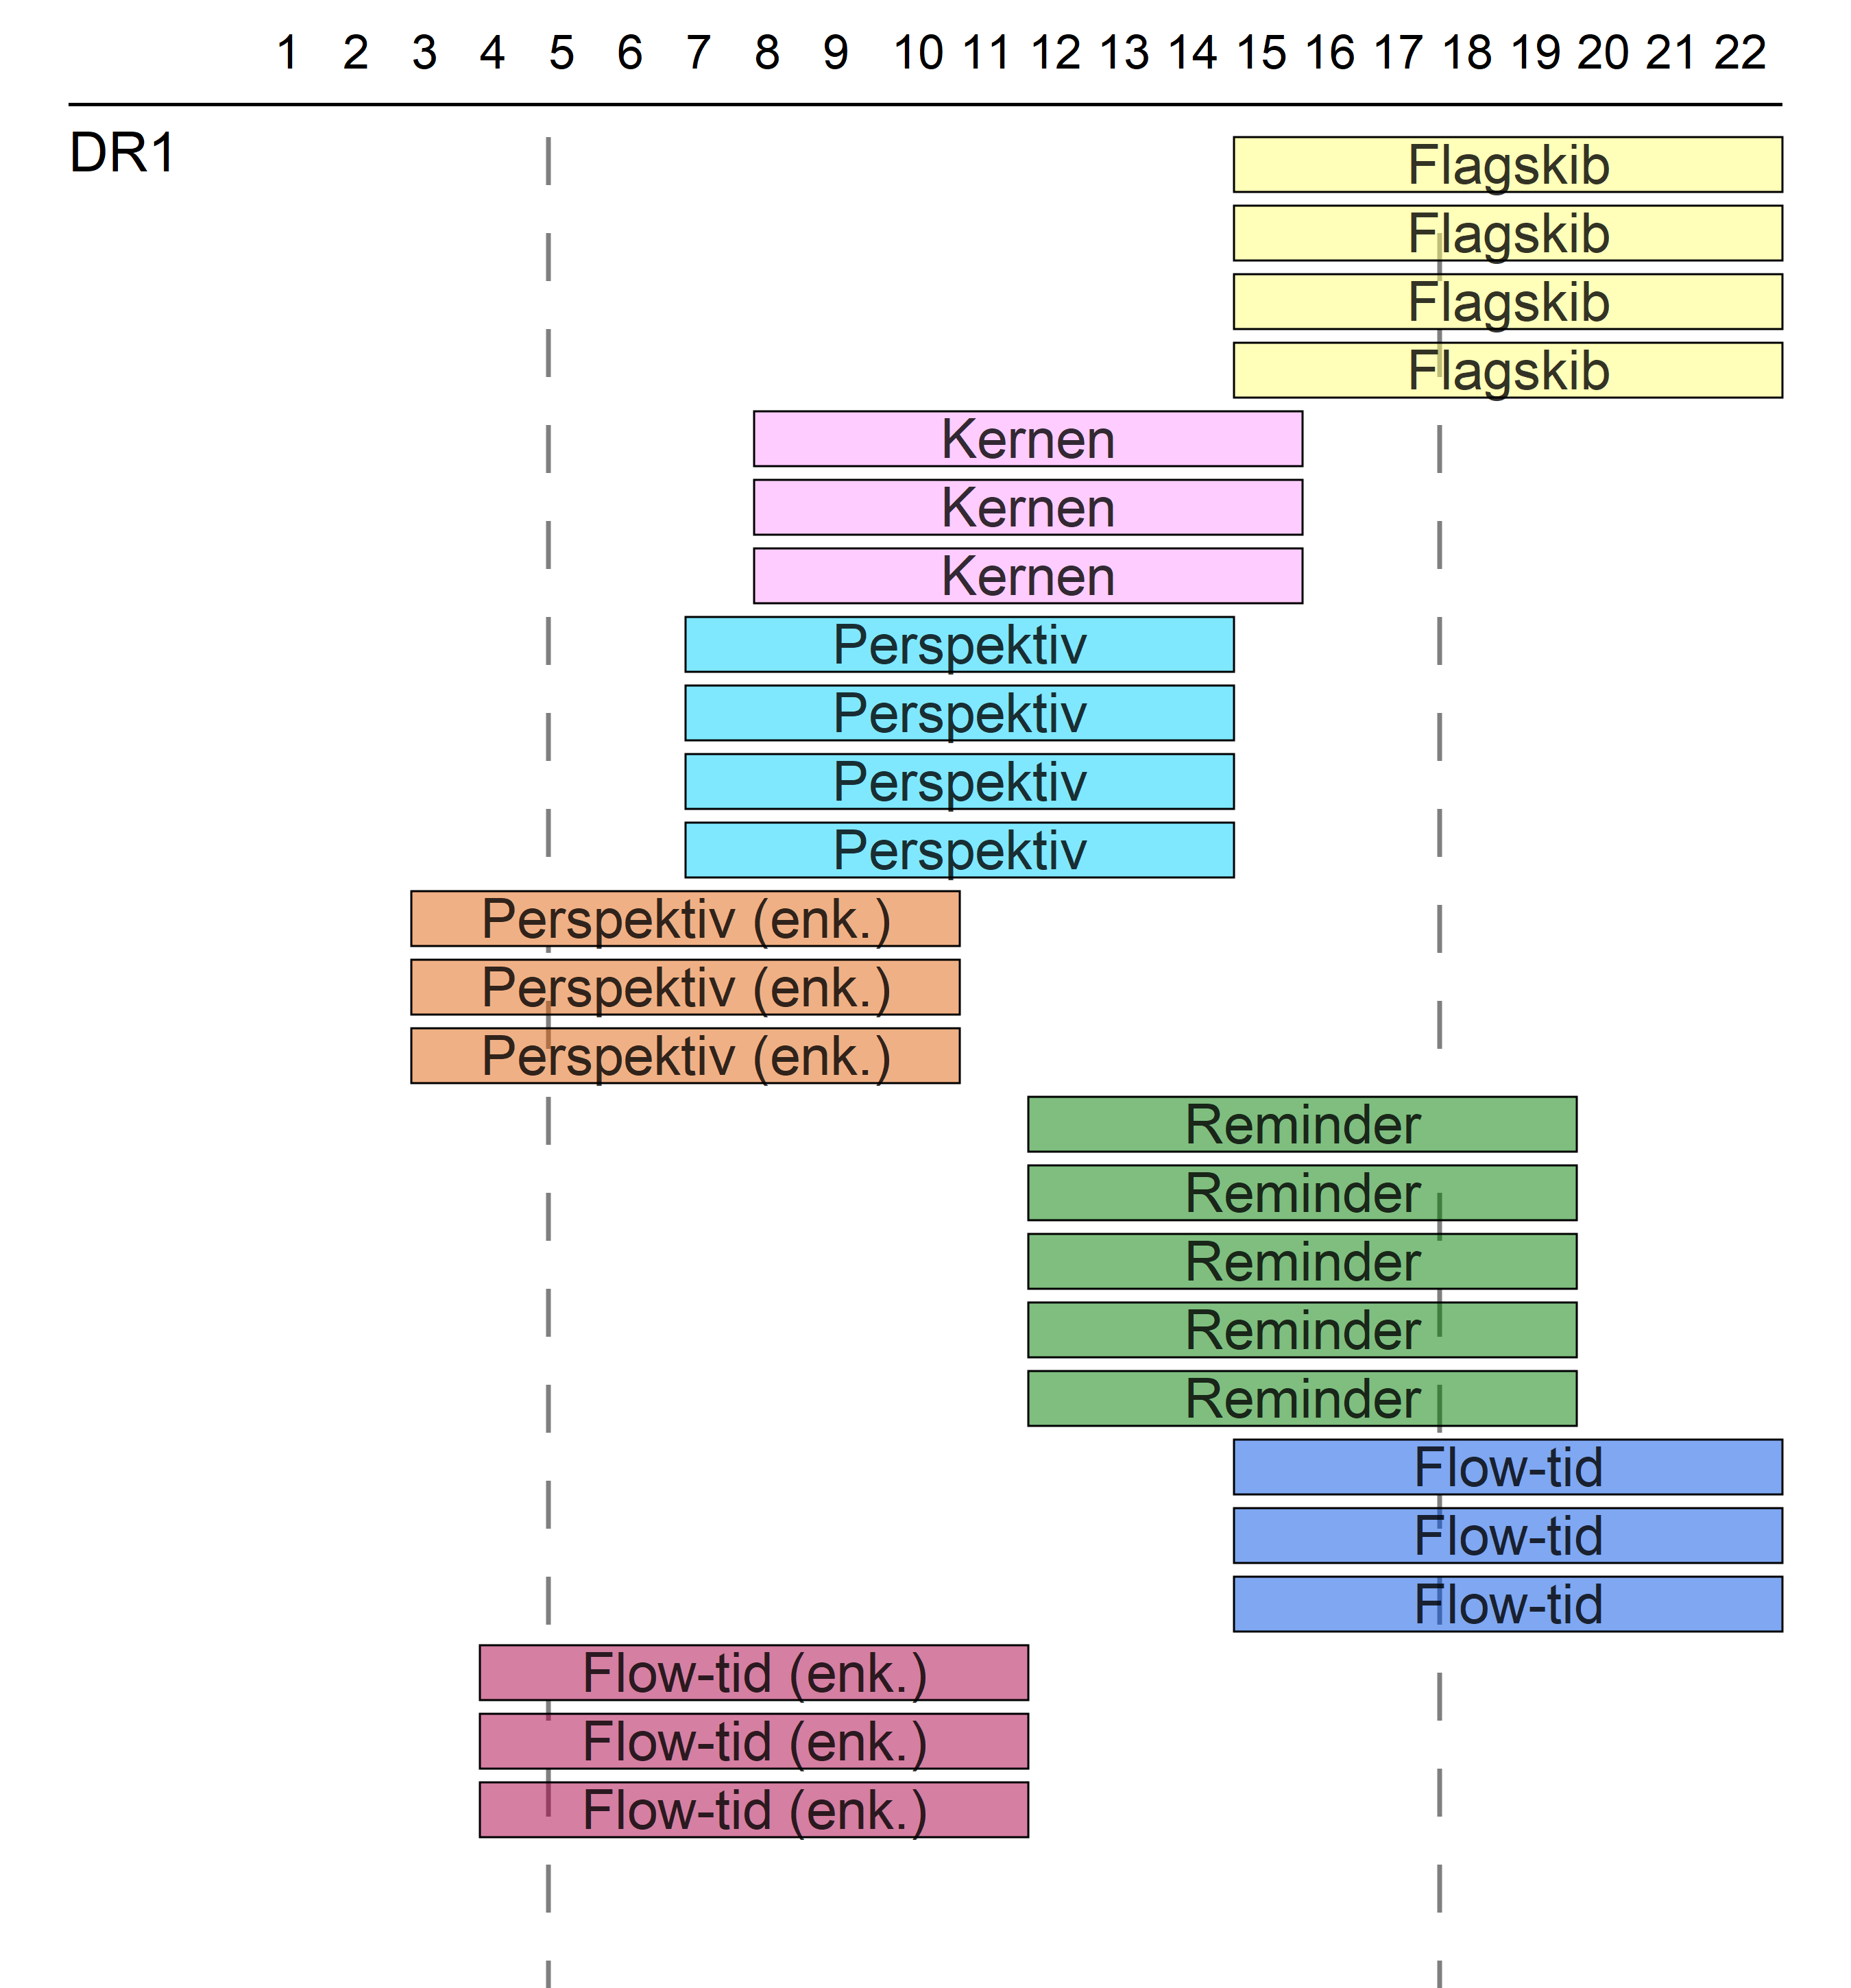 1 2 3 4 5 6 7 8 9 10 11 12 13 14 15 16 17 18 19 20 21 22
DR1
Flagskib
Flagskib
Flagskib
Flagskib
Kernen
Kernen
Kernen
Perspektiv
Perspektiv
Perspektiv
Perspektiv
Perspektiv (enk.)
Perspektiv (enk.)
Perspektiv (enk.)
Reminder
Reminder
Reminder
Reminder
Reminder
Flow-tid
Flow-tid
Flow-tid
Flow-tid (enk.)
Flow-tid (enk.)
Flow-tid (enk.)